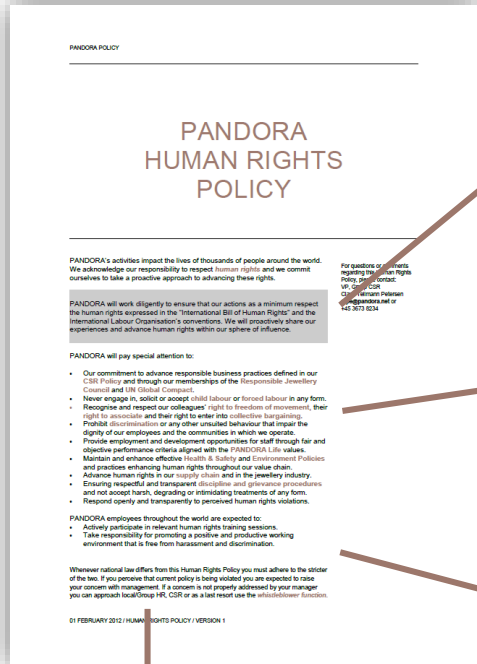 PANDORA POLICY
PANDORA
HUMAN RIGHTS
POLICY
PANDORA's activities impact the lives of thousands of people around the world.
We acknowledge our responsibility to respect human rights and we commit
ourselves to take a proactive approach to advancing these rights.
For questions or comments
regarding the Human Rights
Policy, please contact:
VP, Group CSR
Petersen
@pandora.net or
+45 3673 8234
PANDORA will work diligently to ensure that our actions as a minimum respect
the human rights expressed in the "International Bill of Human Rights" and the
International Labour Organisation's conventions. We will proactively share our
experiences and advance human rights within our sphere of influence.
PANDORA will pay special attention to:
• Our commitment to advance responsible business practices defined in our
CSR Policy and through our memberships of the Responsible Jewellery
Council and UN Global Compact.
• Never engage in, solicit or accept child labour or forced labour in any form.
• Recognise and respect our colleagues' right to freedom of movement, their
right to associate and their right to enter into collective bargaining.
• Prohibit discrimination or any other unsuited behaviour that impair the
dignity of our employees and the communities in which we operate.
• Provide employment and development opportunities for staff through fair and
objective performance criteria aligned with the PANDORA Life values.
• Maintain and enhance effective Health & Safety and Environment Policies
and practices enhancing human rights throughout our value chain.
• Advance human rights in our supply chain and in the jewellery industry.
• Ensuring respectful and transparent discipline and grievance procedures
and not accept harsh, degrading or intimidating treatments of any form.
• Respond openly and transparently to perceived human rights violations.
PANDORA employees throughout the world are expected to:
• Actively participate in relevant human rights training sessions.
• Take responsibility for promoting a positive and productive working
environment that is free from harassment and discrimination.
Whenever national law differs from this Human Rights Policy you must adhere to the stricter
of the two. If you perceive that current policy is being violated you are expected to raise
your concern with management. If a concern is not properly addressed by your manager
you can approach local/Group HR, CSR or as a last resort use the whistleblower function.
01 FEBRUARY 2012 / HUMAN RIGHTS POLICY / VERSION 1